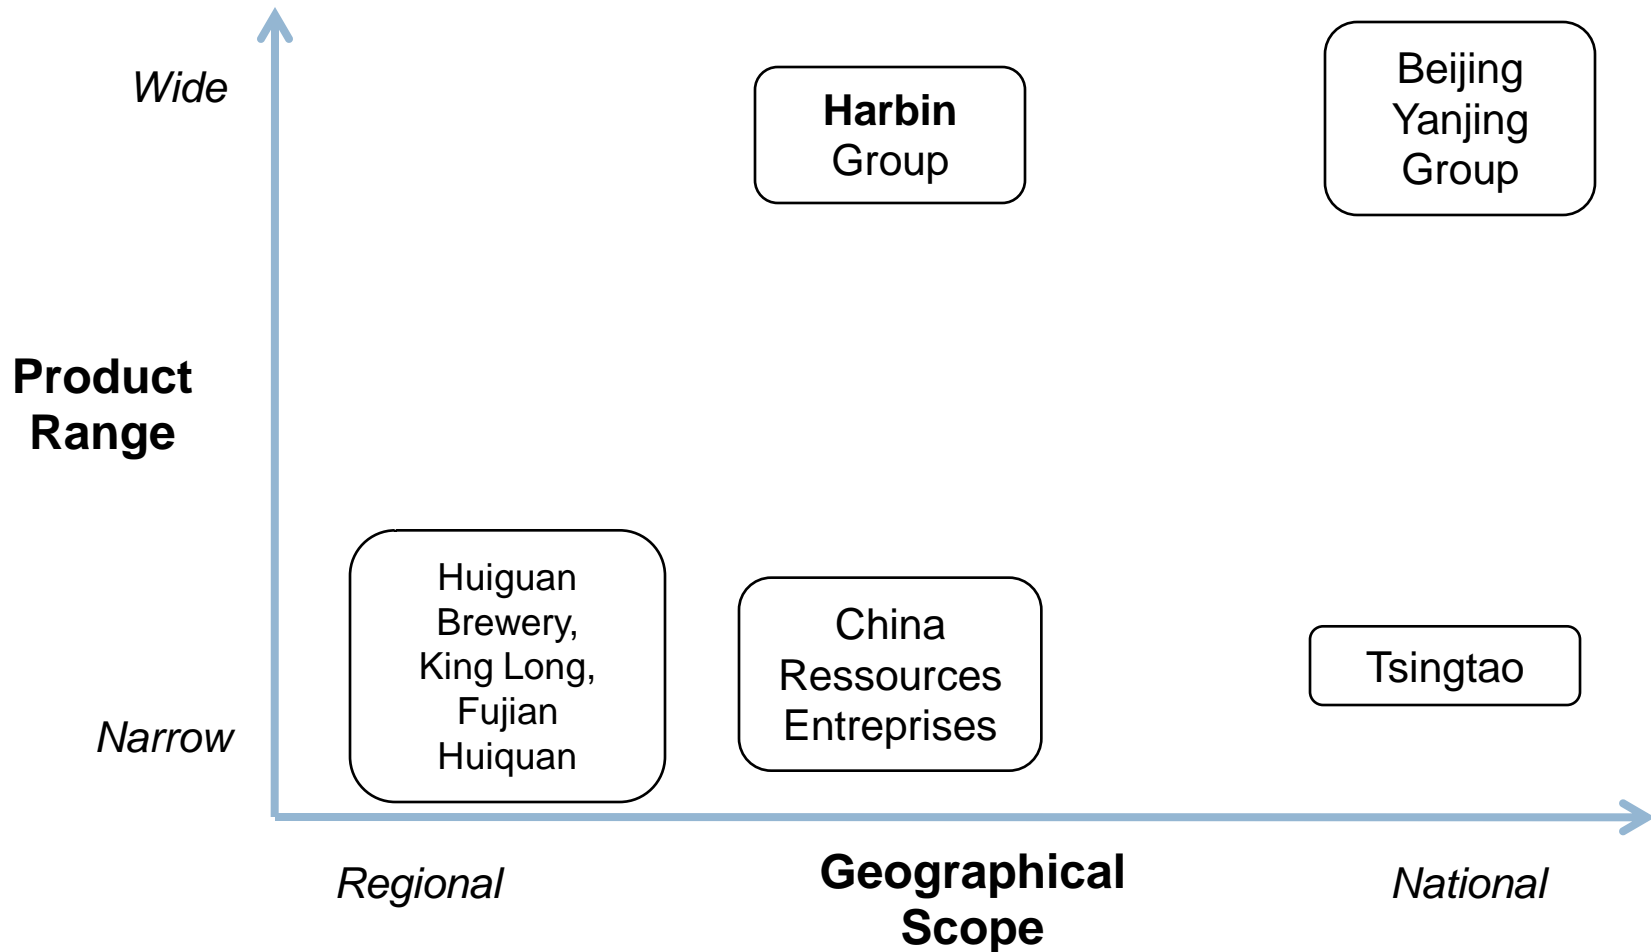 Wide
Harbin
Group
Beijing
Yanjing
Group
Product
Range
Huiguan
Brewery,
King Long,
Fujian
Huiquan
China
Ressources
Entreprises
Tsingtao
Narrow
Regional
Geographical
Scope
National